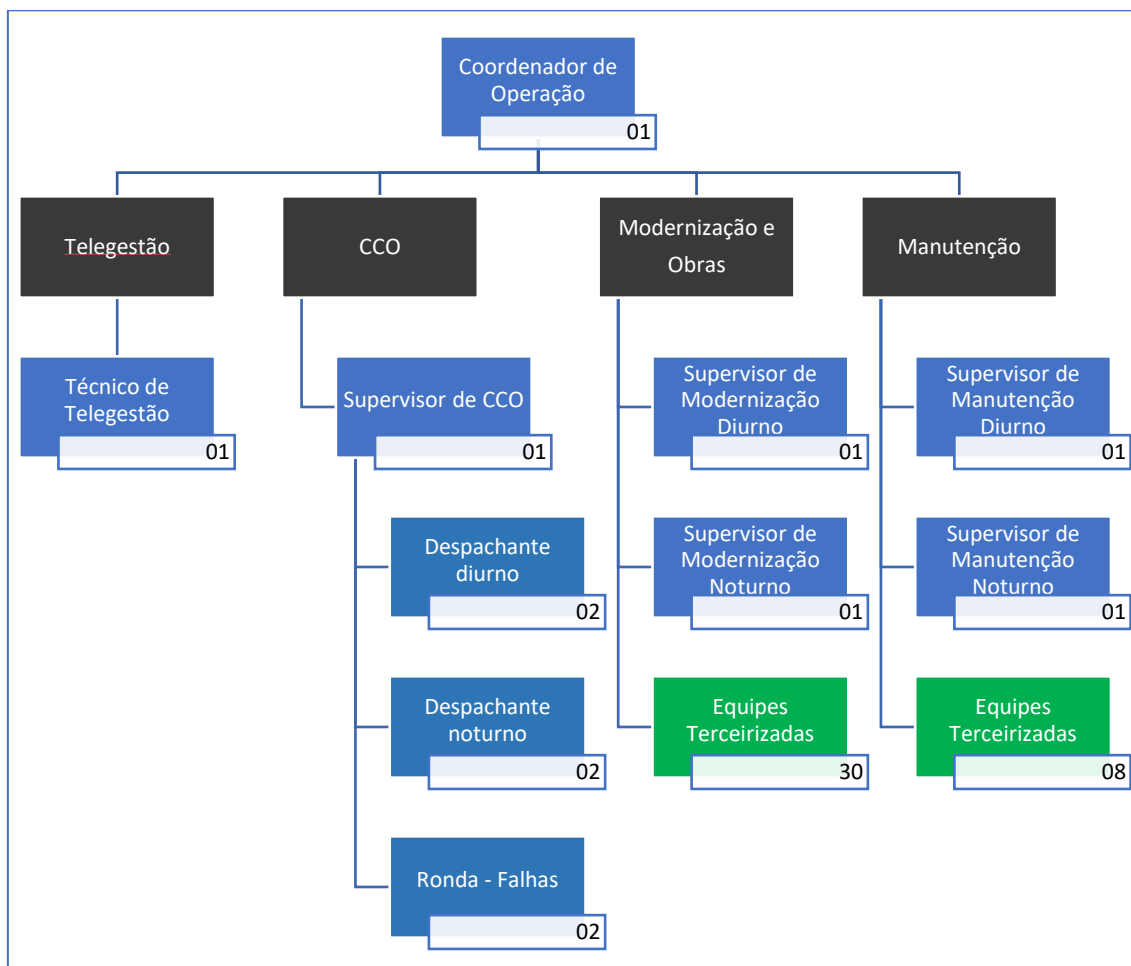 Coordenador de
Operação
01
Telegestão
CCO
Modernização e
Obras
Manutenção
Técnico de
Telegestão
01
Supervisor de CCO
01
Supervisor de
Modernização
Diurno
01
Supervisor de
Manutenção
Diurno
01
Despachante
diurno
02
Supervisor de
Modernização
Noturno
01
Supervisor de
Manutenção
Noturno
01
Despachante
noturno
02
Equipes
Terceirizadas
30
Equipes
Terceirizadas
08
Ronda - Falhas
02